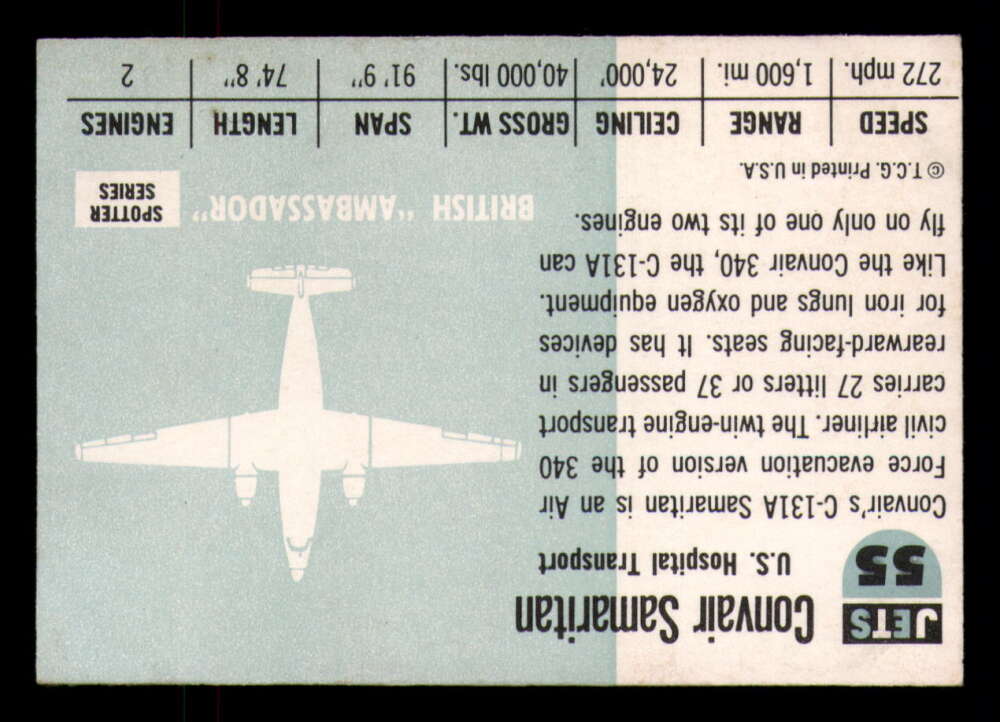 JETS
55
Convair Samaritan
U.S. Hospital Transport
Convair's C-131A Samaritan is an Air
Force evacuation version of the 340
civil airliner. The twin-engine transport
carries 27 litters or 37 passengers in
rearward-facing seats. It has devices
for iron lungs and oxygen equipment.
Like the Convair 340, the C-131A can
fly on only one of its two engines.
© T.C.G. Printed in U.S.A.
BRITISH "AMBASSADOR"
SPOTTER
SERIES
SPEED RANGE CEILING GROSS WT. SPAN LENGTH ENGINES
272 mph. 1,600 mi. 24,000' 40,000 lbs. 91' 9" 74' 8" 2